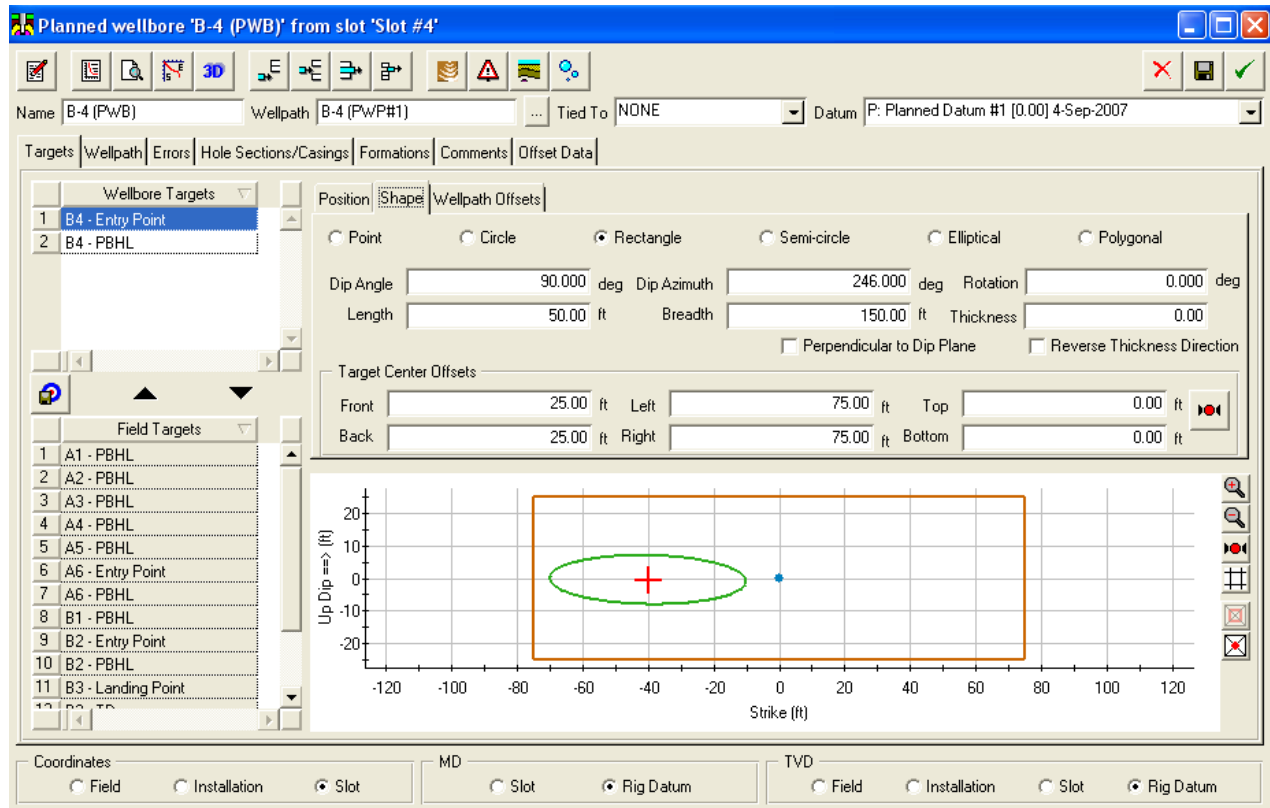 Planned wellbore 'B-4 (PWB)' from slot 'Slot #4'
3D
Name B-4 (PWB) Wellpath B-4 (PWP#1) ... Tied To NONE Datum P: Planned Datum #1 [0.00] 4-Sep-2007
Targets Wellpath Errors Hole Sections/Casings Formations Comments Offset Data
Wellbore Targets
1 B4 - Entry Point
2 B4 - PBHL
Field Targets
1 A1 - PBHL
2 A2 - PBHL
3 A3 - PBHL
4 A4 - PBHL
5 A5 - PBHL
6 A6 - Entry Point
7 A6 - PBHL
8 B1 - PBHL
9 B2 - Entry Point
10 B2 - PBHL
11 B3 - Landing Point
Position Shape Wellpath Offsets
Point Circle Rectangle Semi-circle Elliptical Polygonal
Dip Angle 90.000 deg Dip Azimuth 246.000 deg Rotation 0.000 deg
Length 50.00 ft Breadth 150.00 ft Thickness 0.00
Perpendicular to Dip Plane Reverse Thickness Direction
Target Center Offsets
Front 25.00 ft Left 75.00 ft Top 0.00 ft
Back 25.00 ft Right 75.00 ft Bottom 0.00 ft
Up Dip ==> (ft)
20
10
0
-10
-20
-120 -100 -80 -60 -40 -20 0 20 40 60 80 100 120
Strike (ft)
Coordinates
Field Installation Slot
MD
Slot Rig Datum
TVD
Field Installation Slot Rig Datum